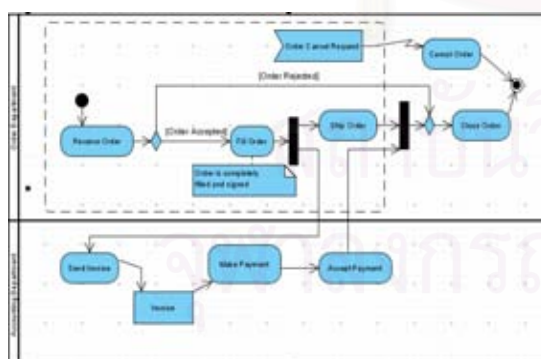 Order Department
Order Cancel Request
Cancel Order
[Order Rejected]
Receive Order
[Order Accepted]
Fill Order
Ship Order
Close Order
Order is completely
filled and signed
Accounting Department
Send Invoice
Make Payment
Accept Payment
Invoice